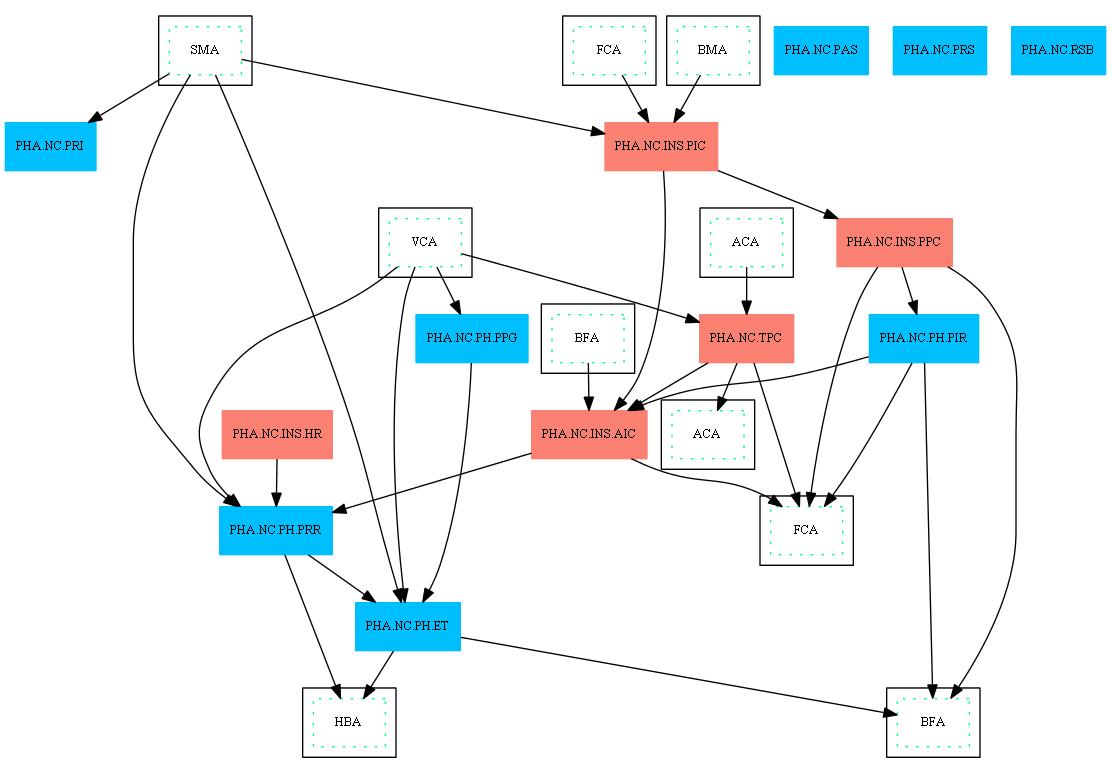 SMA
FCA
BMA
PHA.NC.PAS
PHA.NC.PRS
PHA.NC.RSB
PHA.NC.PRI
PHA.NC.INS.PIC
VCA
ACA
PHA.NC.INS.PPC
BFA
PHA.NC.PH.PPG
PHA.NC.TPC
PHA.NC.PH.PIR
PHA.NC.INS.HR
PHA.NC.INS.AIC
ACA
PHA.NC.PH.PRR
FCA
PHA.NC.PH.ET
HBA
BFA